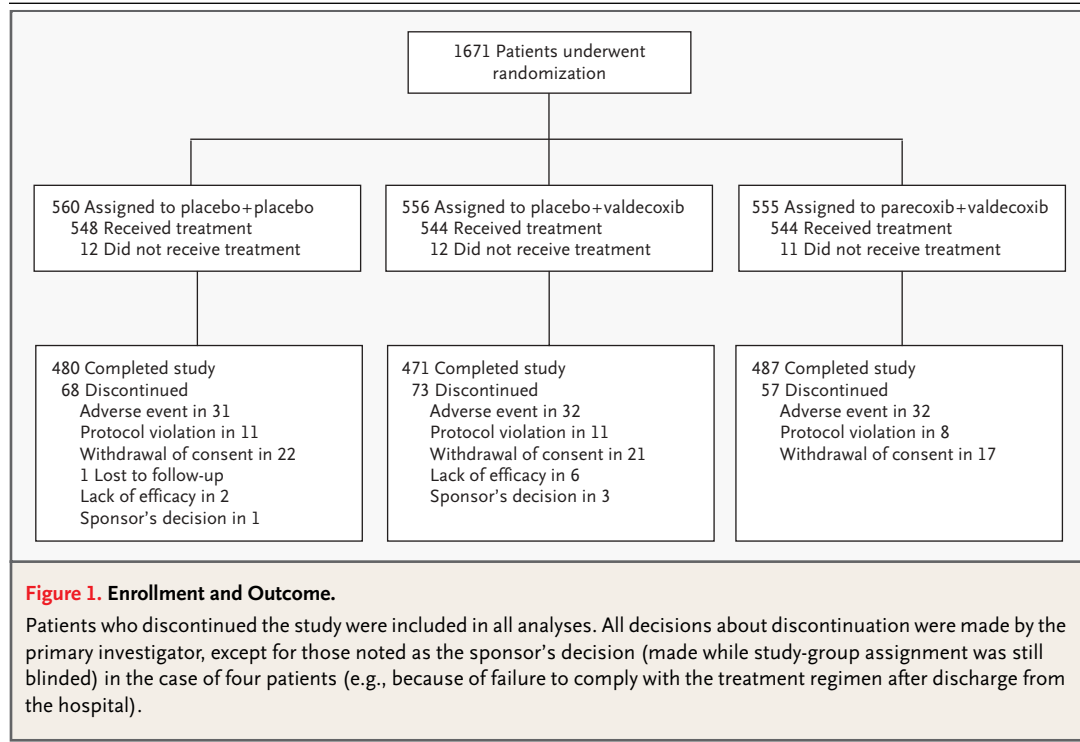 1671 Patients underwent
randomization
560 Assigned to placebo+placebo
548 Received treatment
12 Did not receive treatment
556 Assigned to placebo+valdecoxib
544 Received treatment
12 Did not receive treatment
555 Assigned to parecoxib+valdecoxib
544 Received treatment
11 Did not receive treatment
480 Completed study
68 Discontinued
Adverse event in 31
Protocol violation in 11
Withdrawal of consent in 22
1 Lost to follow-up
Lack of efficacy in 2
Sponsor's decision in 1
471 Completed study
73 Discontinued
Adverse event in 32
Protocol violation in 11
Withdrawal of consent in 21
Lack of efficacy in 6
Sponsor's decision in 3
487 Completed study
57 Discontinued
Adverse event in 32
Protocol violation in 8
Withdrawal of consent in 17
Figure 1. Enrollment and Outcome.
Patients who discontinued the study were included in all analyses. All decisions about discontinuation were made by the
primary investigator, except for those noted as the sponsor's decision (made while study-group assignment was still
blinded) in the case of four patients (e.g., because of failure to comply with the treatment regimen after discharge from
the hospital).